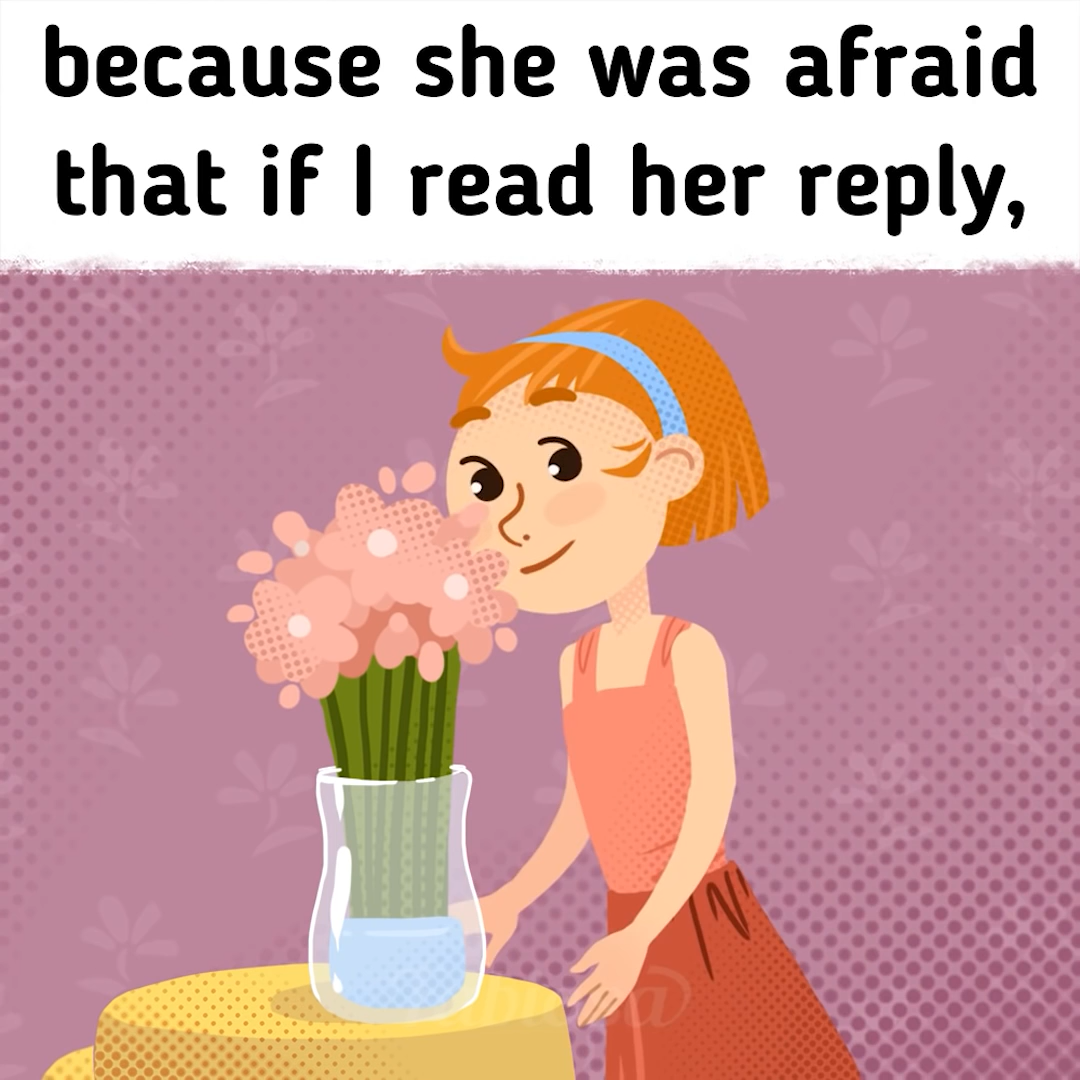 because she was afraid
that if I read her reply,